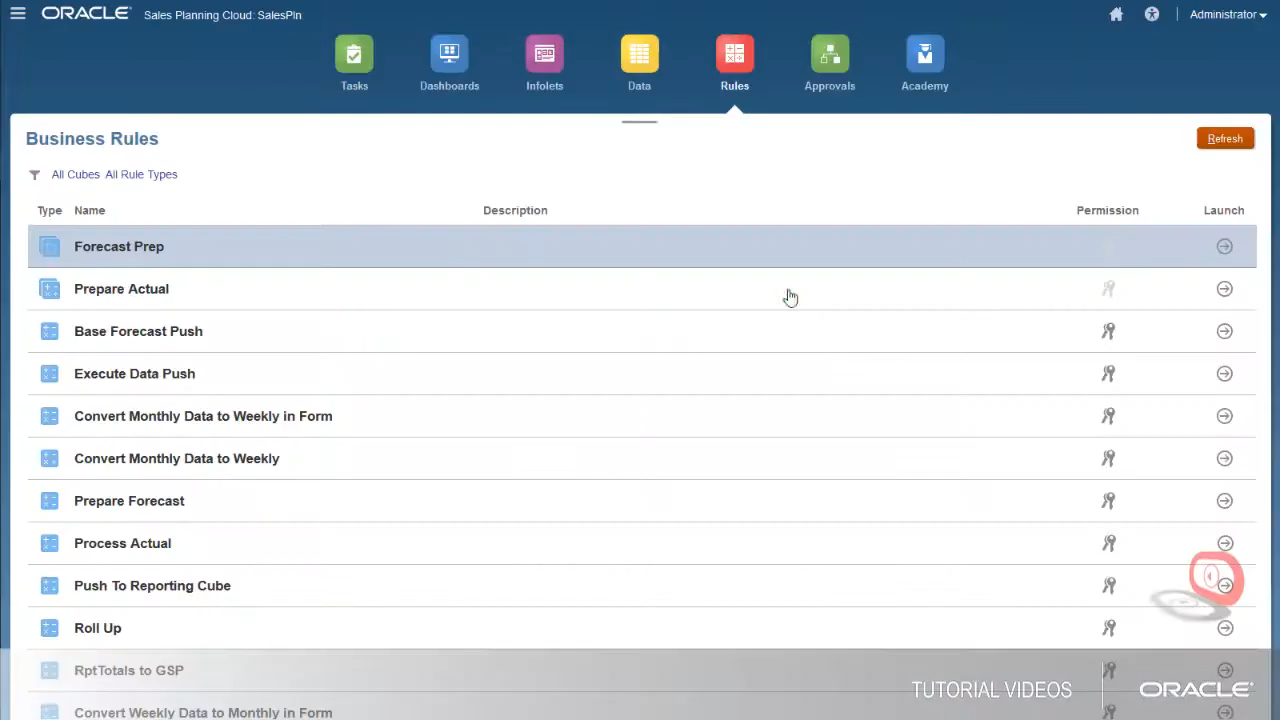 ORACLE Sales Planning Cloud: SalesPln Administrator
Tasks Dashboards Infolets Data Rules Approvals Academy
Business Rules Refresh
All Cubes All Rule Types
Type Name Description Permission Launch
Forecast Prep
Prepare Actual
Base Forecast Push
Execute Data Push
Convert Monthly Data to Weekly in Form
Convert Monthly Data to Weekly
Prepare Forecast
Process Actual
Push To Reporting Cube
Roll Up
RptTotals to GSP
TUTORIAL VIDEOS ORACLE
Convert Weekly Data to Monthly in Form